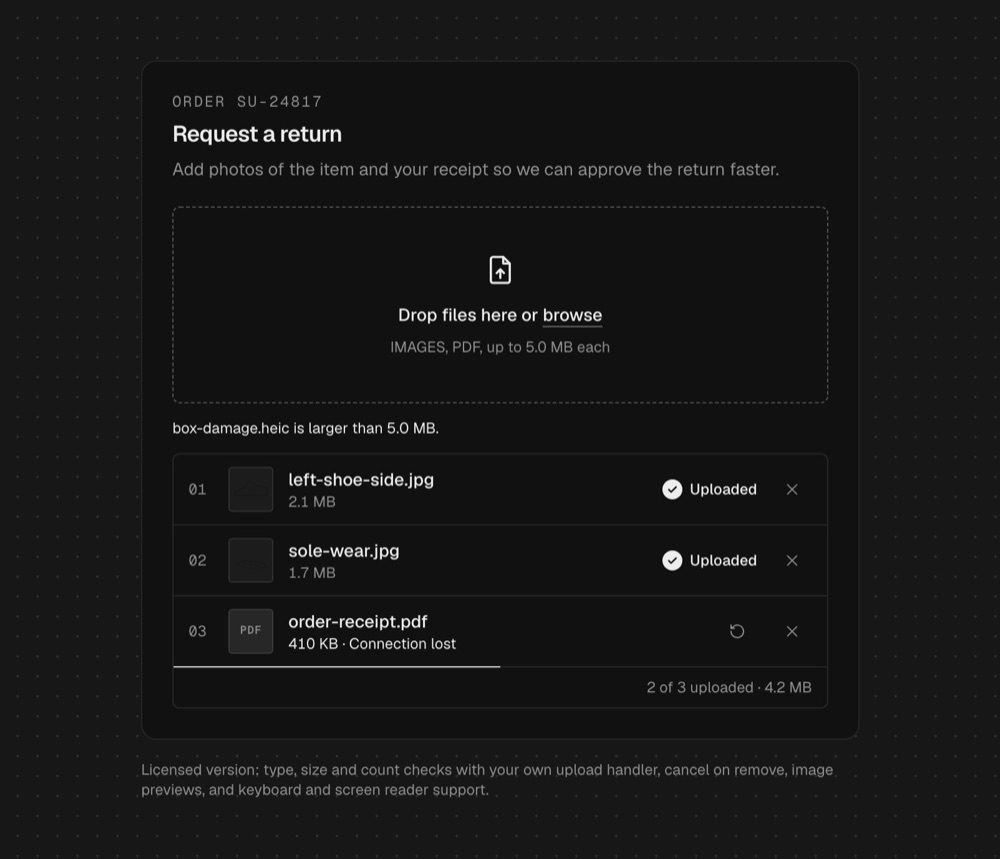 ORDER SU-24817
Request a return
Add photos of the item and your receipt so we can approve the return faster.
Drop files here or browse
IMAGES, PDF, up to 5.0 MB each
box-damage.heic is larger than 5.0 MB.
01 left-shoe-side.jpg Uploaded
2.1 MB
02 sole-wear.jpg Uploaded
1.7 MB
03 PDF order-receipt.pdf
410 KB · Connection lost
2 of 3 uploaded · 4.2 MB
Licensed version: type, size and count checks with your own upload handler, cancel on remove, image
previews, and keyboard and screen reader support.